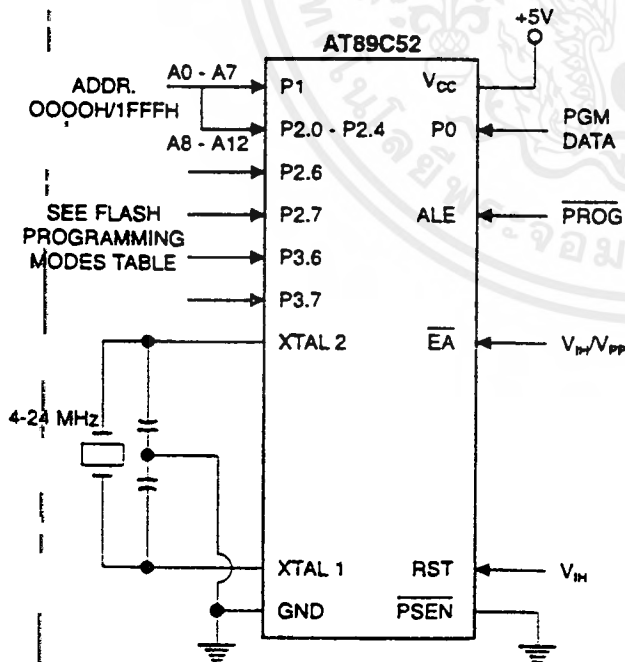 +5V
AT89C52
ADDR.
0000H/1FFFH
A0 - A7
A8 - A12
P1
P2.0 - P2.4
P2.6
P2.7
P3.6
P3.7
XTAL 2
XTAL 1
GND
VCC
P0
ALE
EA
RST
PSEN
PGM
DATA
PROG
VIH/VPP
VIH
SEE FLASH
PROGRAMMING
MODES TABLE
4-24 MHz